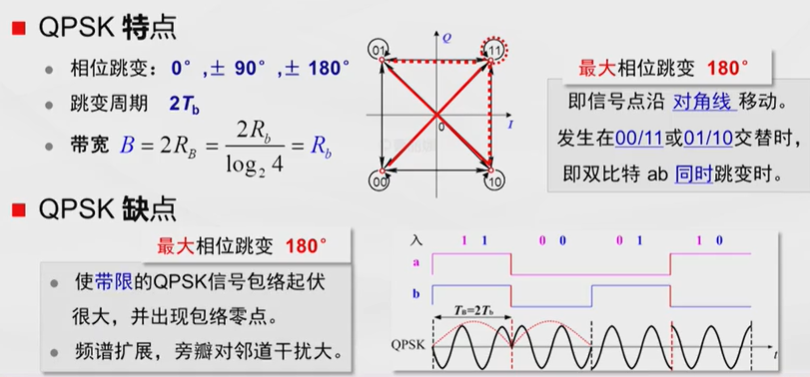 ■ QPSK 特点
• 相位跳变：0°,± 90°,± 180°
• 跳变周期 2T_b
• 带宽 B = 2R_B = 2R_b / log₂ 4 = R_b
Q
01
11
0
I
00
10
最大相位跳变 180°
即信号点沿 对角线 移动。
发生在00/11或01/10交替时，
即双比特 ab 同时跳变时。
■ QPSK 缺点
最大相位跳变 180°
• 使带限的QPSK信号包络起伏
很大，并出现包络零点。
• 频谱扩展，旁瓣对邻道干扰大。
入 1 1 0 0 0 1 1 0
a
b
T_B=2T_b
QPSK
t